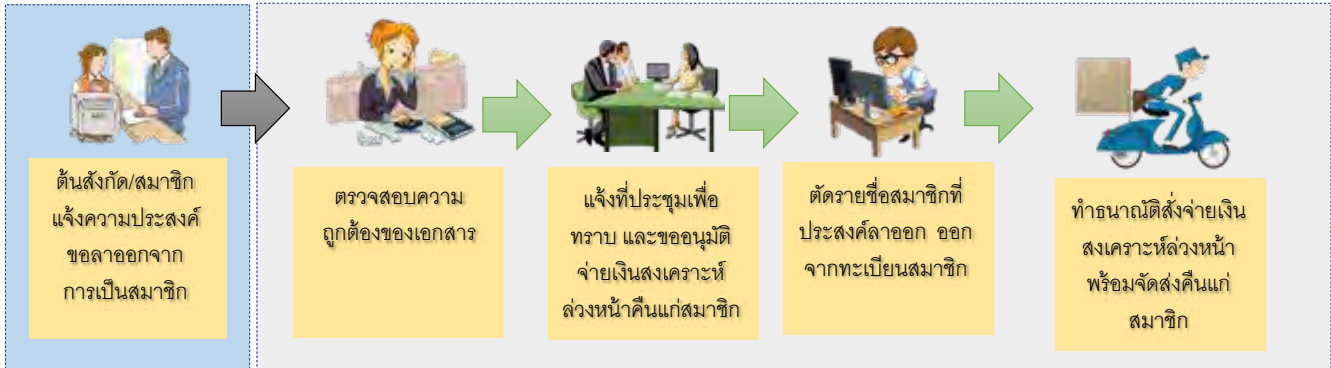 ต้นสังกัด/สมาชิก
แจ้งความประสงค์
ขอลาออกจาก
การเป็นสมาชิก
ตรวจสอบความ
ถูกต้องของเอกสาร
แจ้งที่ประชุมเพื่อ
ทราบ และขออนุมัติ
จ่ายเงินสงเคราะห์
ล่วงหน้าคืนแก่สมาชิก
ตัดรายชื่อสมาชิกที่
ประสงค์ลาออก ออก
จากทะเบียนสมาชิก
ทำธนาณัติสั่งจ่ายเงิน
สงเคราะห์ล่วงหน้า
พร้อมจัดส่งคืนแก่
สมาชิก